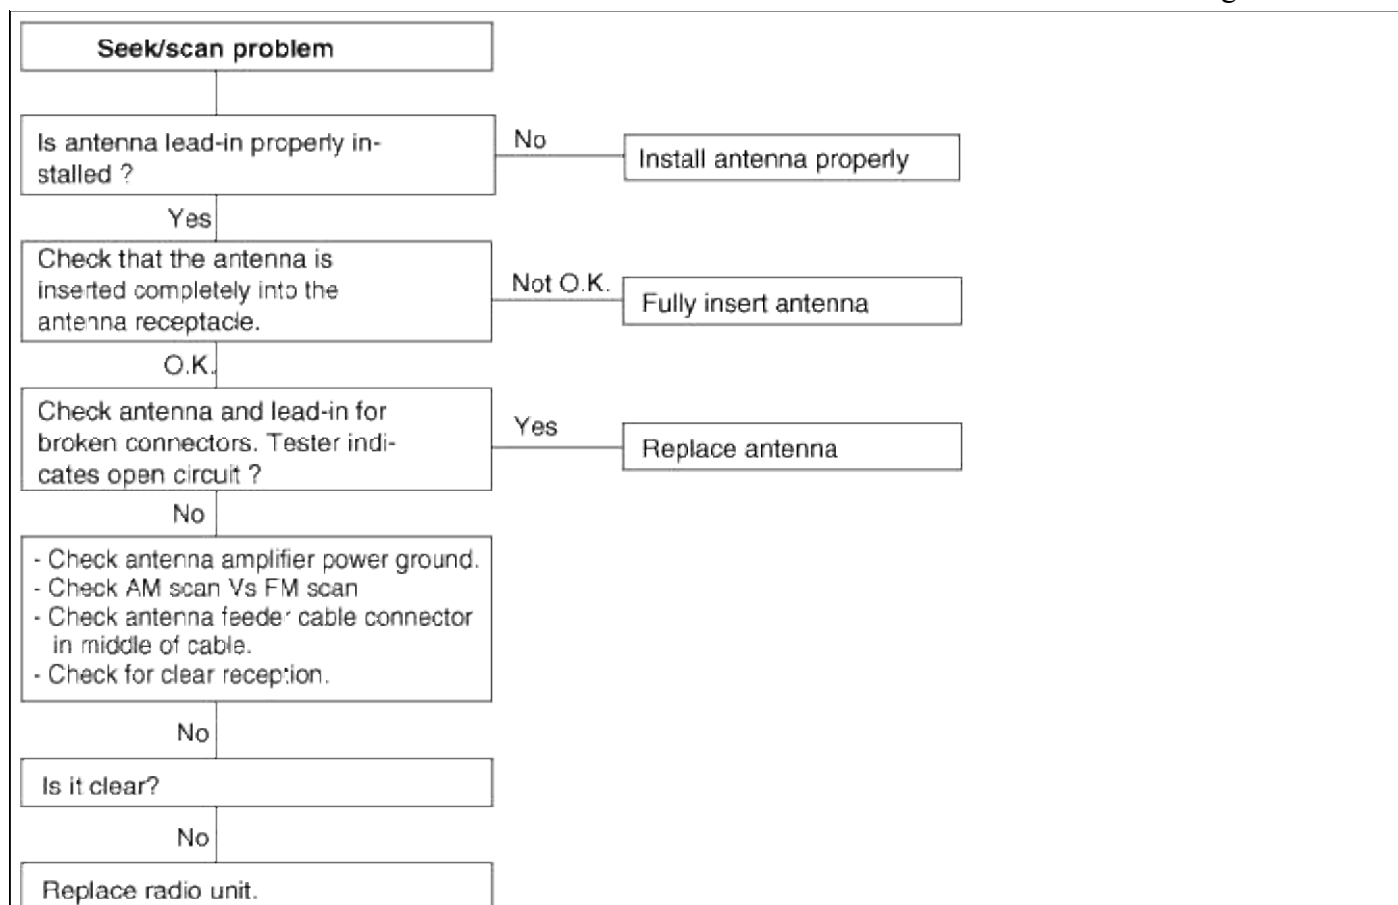 Seek/scan problem
Is antenna lead-in properly in-
stalled ?
No
Install antenna properly
Yes
Check that the antenna is
inserted completely into the
antenna receptacle.
Not O.K.
Fully insert antenna
O.K.
Check antenna and lead-in for
broken connectors. Tester indi-
cates open circuit ?
Yes
Replace antenna
No
- Check antenna amplifier power ground.
- Check AM scan Vs FM scan
- Check antenna feeder cable connector
in middle of cable.
- Check for clear reception.
No
Is it clear?
No
Replace radio unit.